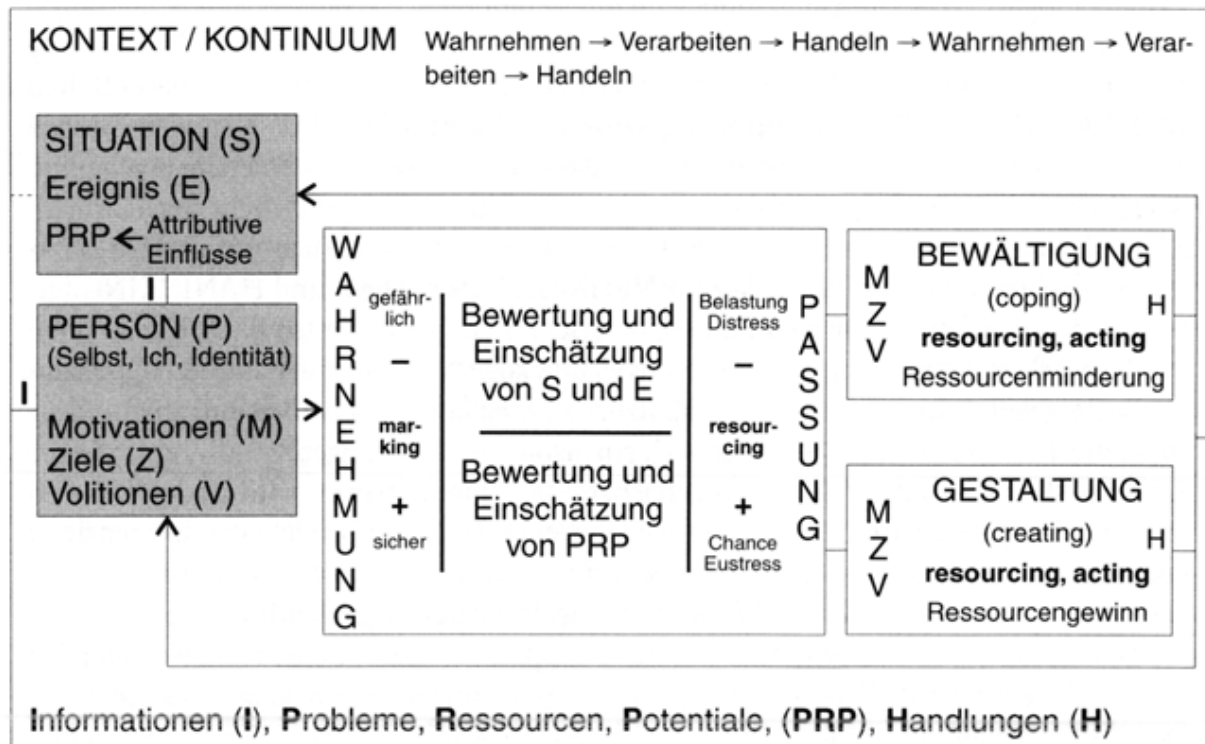 KONTEXT / KONTINUUM
Wahrnehmen → Verarbeiten → Handeln → Wahrnehmen → Verar-
beiten → Handeln
SITUATION (S)
Ereignis (E)
PRP ← Attributive
Einflüsse
I
PERSON (P)
(Selbst, Ich, Identität)
I
Motivationen (M)
Ziele (Z)
Volitionen (V)
WAHRNEHMUNG
gefähr-
lich
–
mar-
king
+
sicher
Bewertung und
Einschätzung
von S und E
Bewertung und
Einschätzung
von PRP
Belastung
Distress
–
resour-
cing
+
Chance
Eustress
PASSUNG
M
Z
V
BEWÄLTIGUNG
(coping)
H
resourcing, acting
Ressourcenminderung
M
Z
V
GESTALTUNG
(creating)
H
resourcing, acting
Ressourcengewinn
Informationen (I), Probleme, Ressourcen, Potentiale, (PRP), Handlungen (H)